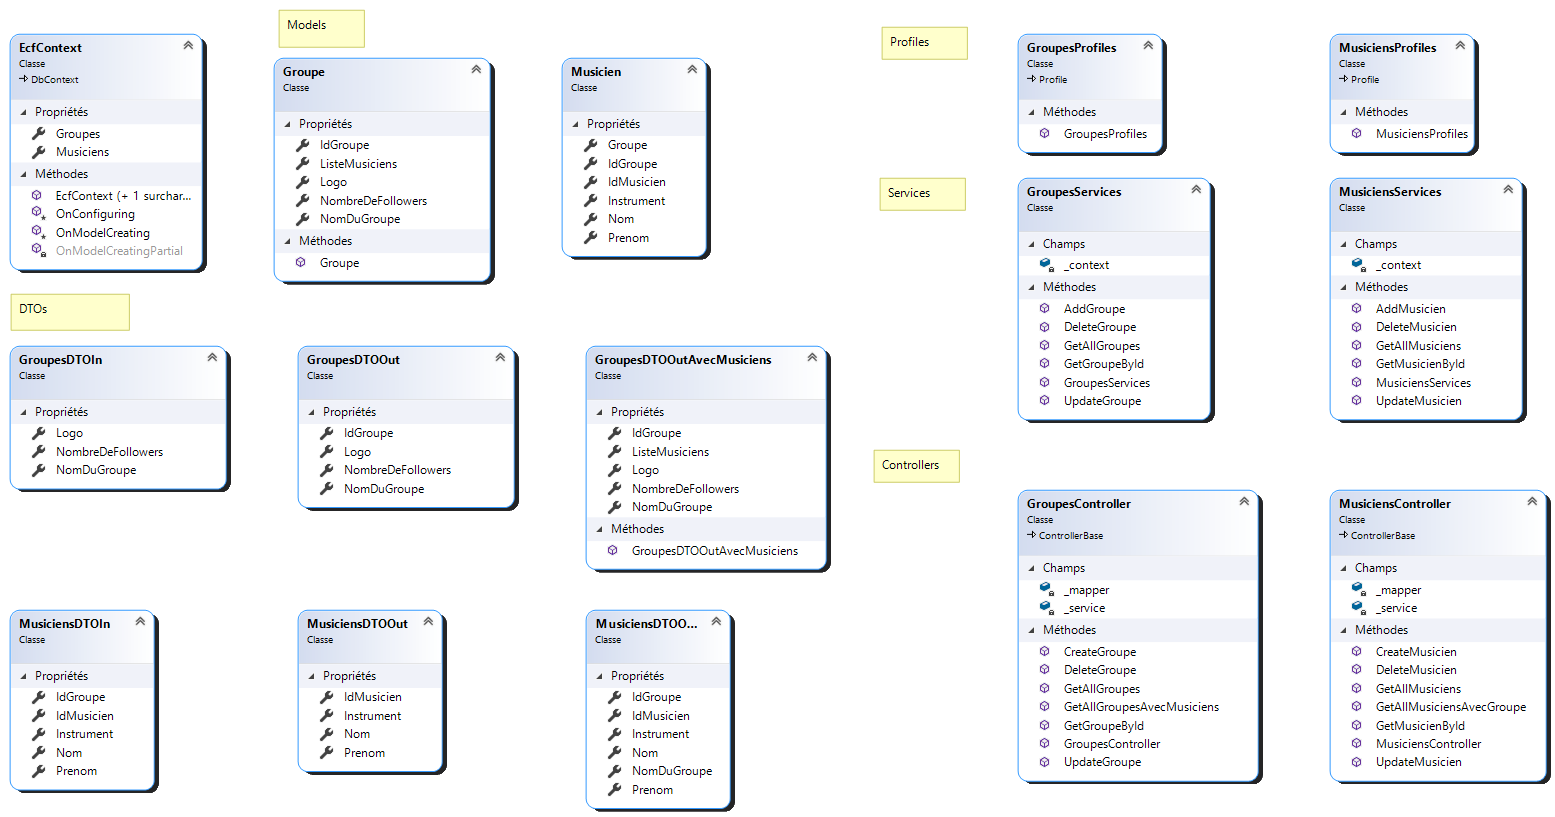 EcfContext
Classe
DbContext
Propriétés
Groupes
Musiciens
Méthodes
EcfContext (+ 1 surchar...
OnConfiguring
OnModelCreating
OnModelCreatingPartial
Models
Groupe
Classe
Propriétés
IdGroupe
ListeMusiciens
Logo
NombreDeFollowers
NomDuGroupe
Méthodes
Groupe
Musicien
Classe
Propriétés
Groupe
IdGroupe
IdMusicien
Instrument
Nom
Prenom
DTOs
GroupesDTOIn
Classe
Propriétés
Logo
NombreDeFollowers
NomDuGroupe
GroupesDTOOut
Classe
Propriétés
IdGroupe
Logo
NombreDeFollowers
NomDuGroupe
GroupesDTOOutAvecMusiciens
Classe
Propriétés
IdGroupe
ListeMusiciens
Logo
NombreDeFollowers
NomDuGroupe
Méthodes
GroupesDTOOutAvecMusiciens
MusiciensDTOIn
Classe
Propriétés
IdGroupe
IdMusicien
Instrument
Nom
Prenom
MusiciensDTOOut
Classe
Propriétés
IdMusicien
Instrument
Nom
Prenom
MusiciensDTOO...
Classe
Propriétés
IdGroupe
IdMusicien
Instrument
Nom
NomDuGroupe
Prenom
Profiles
GroupesProfiles
Classe
Profile
Méthodes
GroupesProfiles
MusiciensProfiles
Classe
Profile
Méthodes
MusiciensProfiles
Services
GroupesServices
Classe
Champs
_context
Méthodes
AddGroupe
DeleteGroupe
GetAllGroupes
GetGroupeById
GroupesServices
UpdateGroupe
MusiciensServices
Classe
Champs
_context
Méthodes
AddMusicien
DeleteMusicien
GetAllMusiciens
GetMusicienById
MusiciensServices
UpdateMusicien
Controllers
GroupesController
Classe
ControllerBase
Champs
_mapper
_service
Méthodes
CreateGroupe
DeleteGroupe
GetAllGroupes
GetAllGroupesAvecMusiciens
GetGroupeById
GroupesController
UpdateGroupe
MusiciensController
Classe
ControllerBase
Champs
_mapper
_service
Méthodes
CreateMusicien
DeleteMusicien
GetAllMusiciens
GetAllMusiciensAvecGroupe
GetMusicienById
MusiciensController
UpdateMusicien